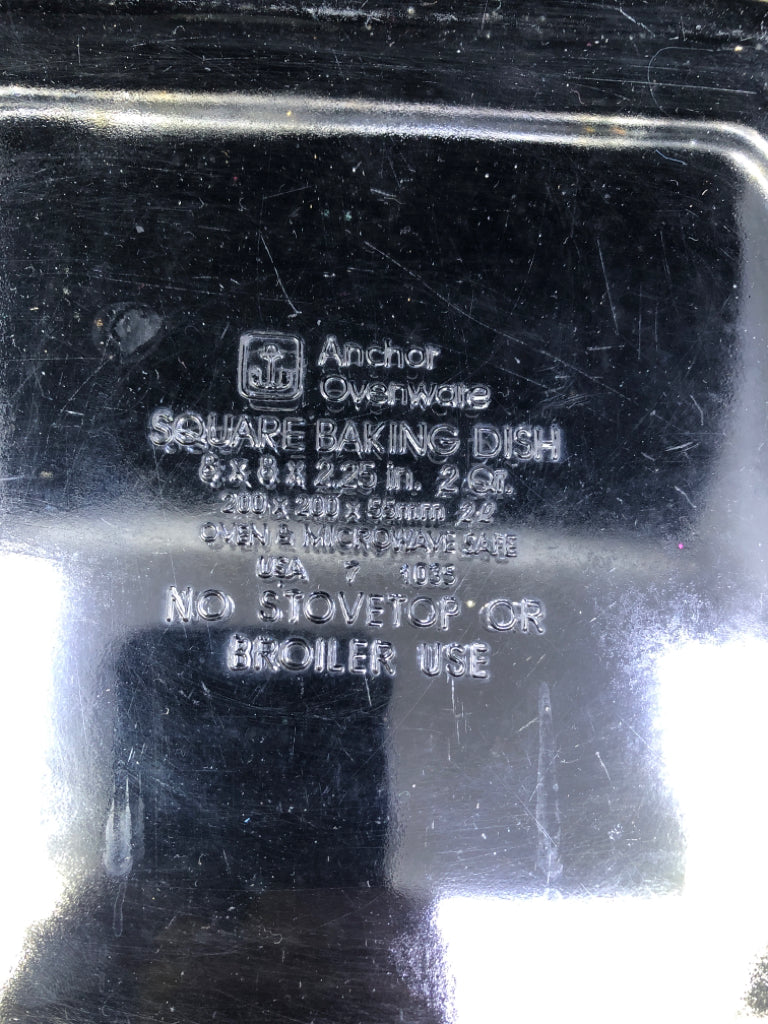 Anchor
Ovenware
SQUARE BAKING DISH
8 x 8 x 2.25 in. 2 Qt.
200 x 200 x 55mm 2 ℓ
OVEN & MICROWAVE SAFE
USA 7 1035
NO STOVETOP OR
BROILER USE